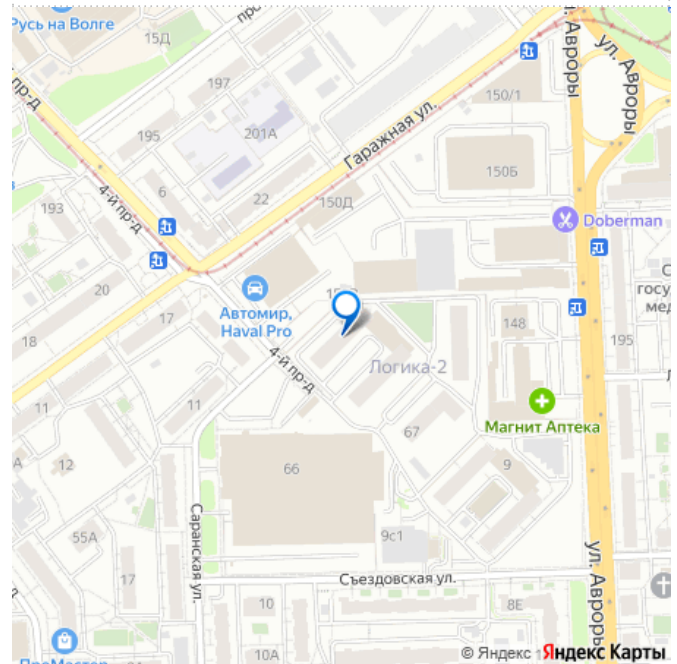 Русь на Волге
15Д
197
150/1
Авроры
ул. Авроры
195
201А
Гаражная ул.
150Б
4-й пр-д
6
22
150Д
193
Doberman
20
Автомир,
Haval Pro
18
17
4-й пр-д
Логика-2
148
195
11
11
67
Магнит Аптека
12
66
9
55А
Саранская ул.
9с1
17
Съездовская ул.
ул. Авроры
10
8Е
10А
ПроМастер
© Яндекс
Яндекс Карты